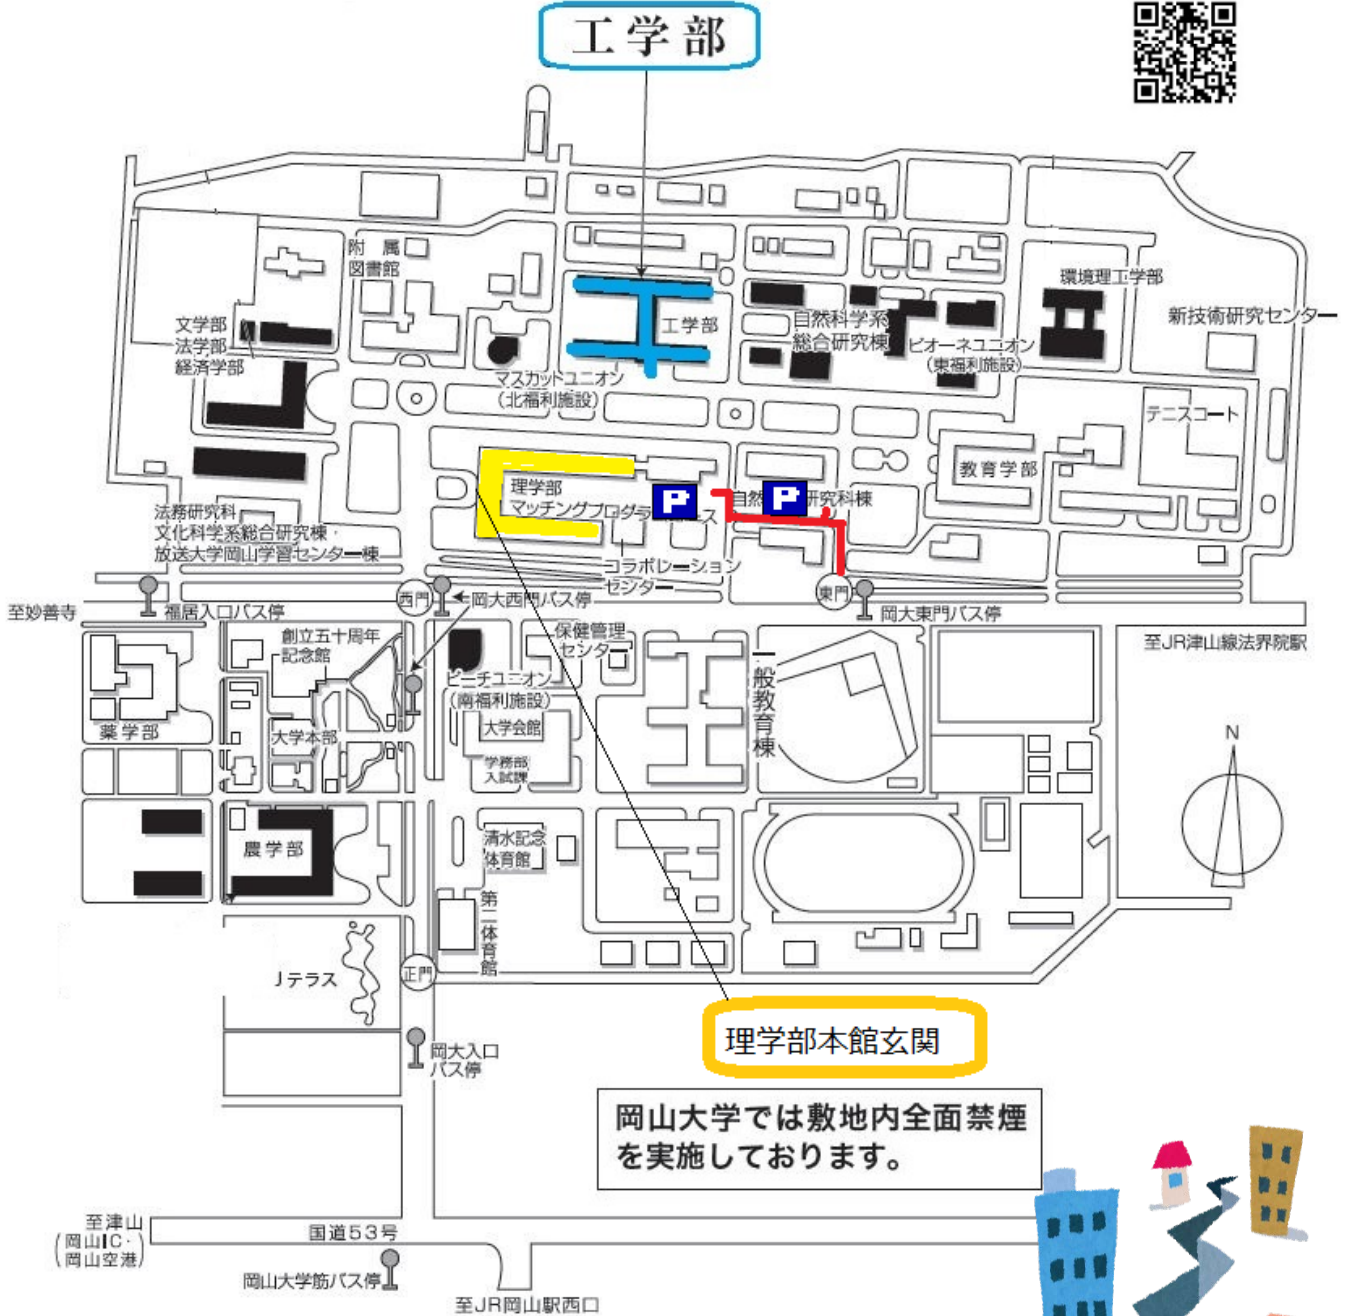 工学部
附 属
図書館
環境理工学部
新技術研究センター
文学部
法学部
経済学部
工学部
自然科学系
総合研究棟
ピオーネユニオン
(東福利施設)
マスカットユニオン
(北福利施設)
テニスコート
教育学部
理学部
マッチングプログラ
ース
P
自然
P
研究科棟
法務研究科
文化科学系総合研究棟・
放送大学岡山学習センター棟
コラボレーション
センター
至妙善寺
福居入口バス停
西門
岡大西門バス停
東門
岡大東門バス停
至JR津山線法界院駅
創立五十周年
記念館
保健管理
センター
ピーチユニオン
(南福利施設)
一般教育棟
薬学部
大学本部
大学会館
学務部
入試課
N
農学部
清水記念
体育館
第二体育館
Jテラス
正門
理学部本館玄関
岡大入口
バス停
岡山大学では敷地内全面禁煙
を実施しております。
至津山
(岡山IC・
岡山空港)
国道53号
岡山大学筋バス停
至JR岡山駅西口